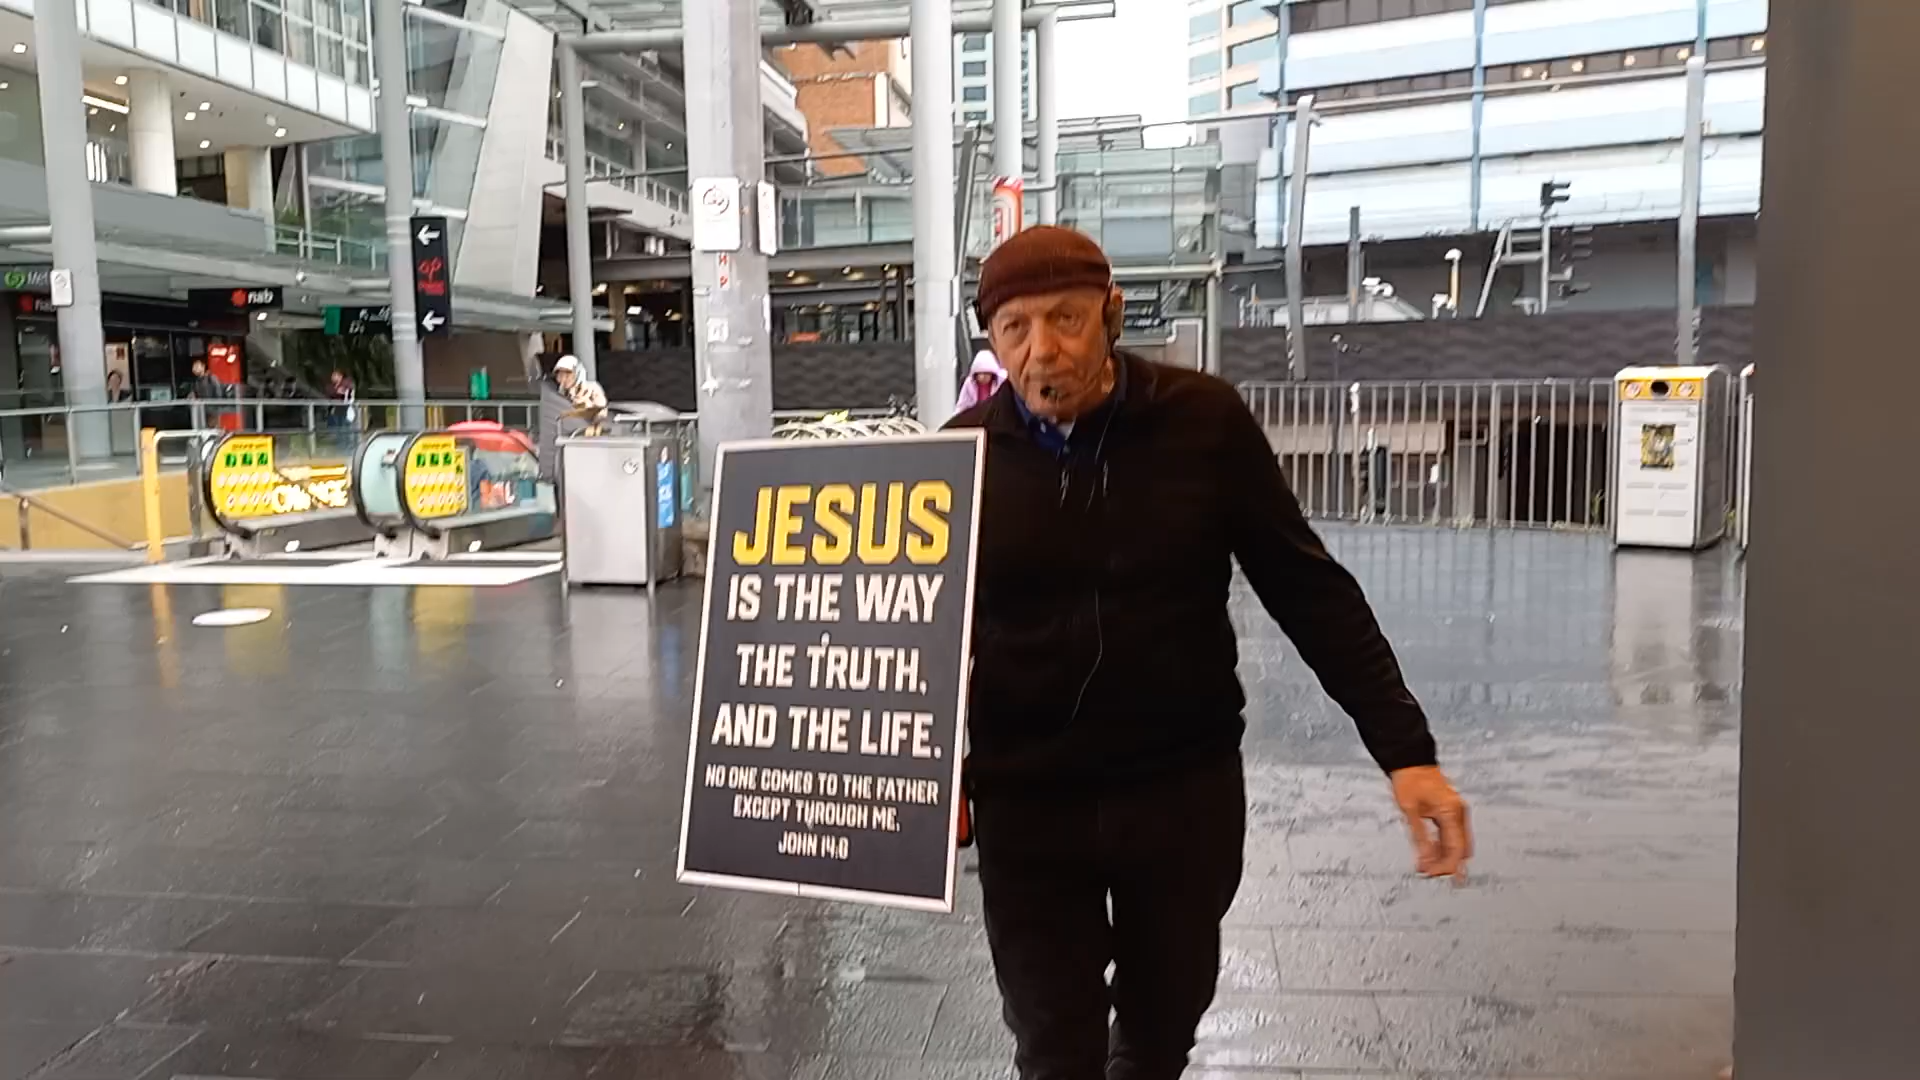 nab
JESUS
IS THE WAY
THE TRUTH,
AND THE LIFE.
NO ONE COMES TO THE FATHER
EXCEPT THROUGH ME.
JOHN 14:6